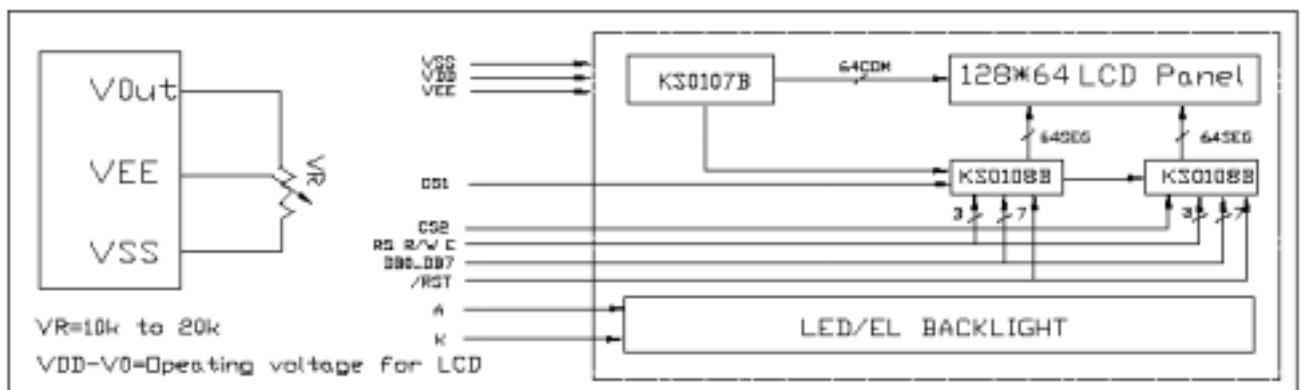 VOut
VEE
VSS
VR
VR=10k to 20k
VDD-V0=Opeating voltage for LCD
VSS
VDD
VEE
CS1
CS2
RS R/W E
DB0_DB7
/RST
A
K
KS0107B
64COM
128*64 LCD Panel
64SEG
64SEG
KS0108B
KS0108B
3
7
3
7
LED/EL BACKLIGHT